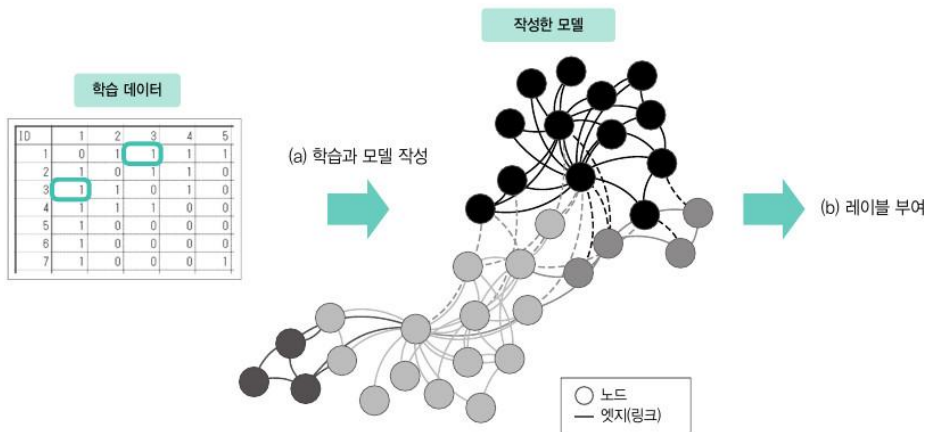 작성한 모델
학습 데이터
ID 1 2 3 4 5
1 0 1 1 1 1
2 1 0 1 1 0
3 1 1 0 1 0
4 1 1 1 0 0
5 1 0 0 0 0
6 1 0 0 0 0
7 1 0 0 0 1
(a) 학습과 모델 작성
(b) 레이블 부여
노드
엣지(링크)